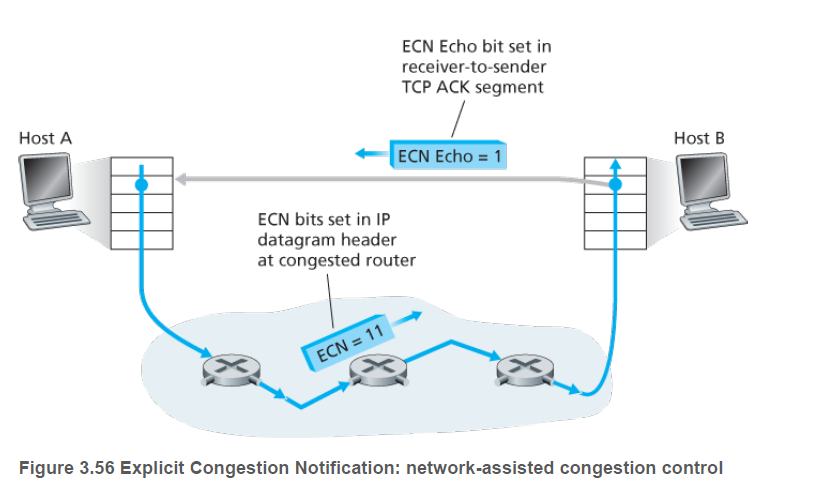 ECN Echo bit set in
receiver-to-sender
TCP ACK segment
Host A
Host B
ECN Echo = 1
ECN bits set in IP
datagram header
at congested router
ECN = 11
Figure 3.56 Explicit Congestion Notification: network-assisted congestion control